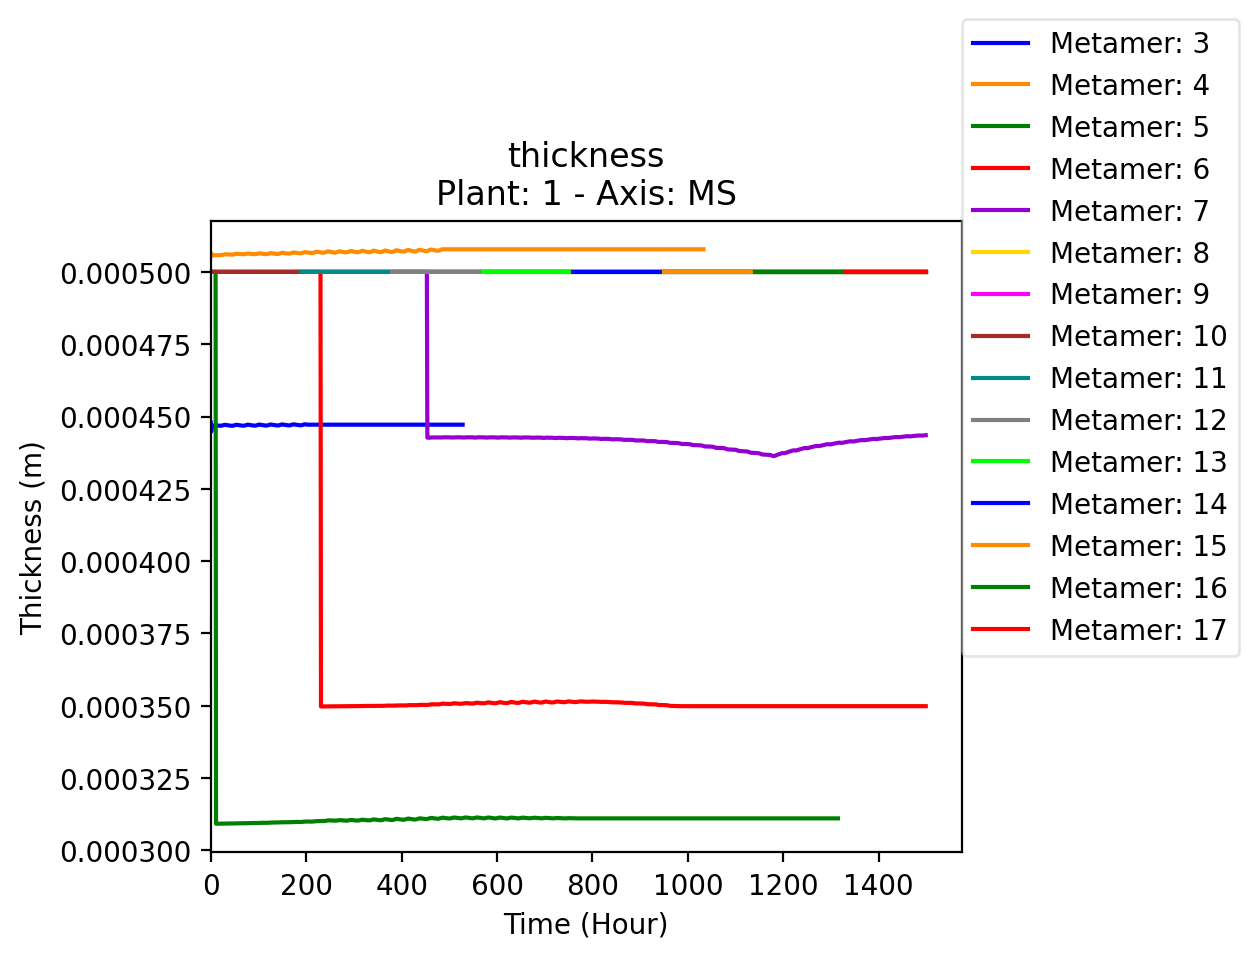 thickness
Plant: 1 - Axis: MS
Thickness (m)
0.000500
0.000475
0.000450
0.000425
0.000400
0.000375
0.000350
0.000325
0.000300
0 200 400 600 800 1000 1200 1400
Time (Hour)
Metamer: 3
Metamer: 4
Metamer: 5
Metamer: 6
Metamer: 7
Metamer: 8
Metamer: 9
Metamer: 10
Metamer: 11
Metamer: 12
Metamer: 13
Metamer: 14
Metamer: 15
Metamer: 16
Metamer: 17